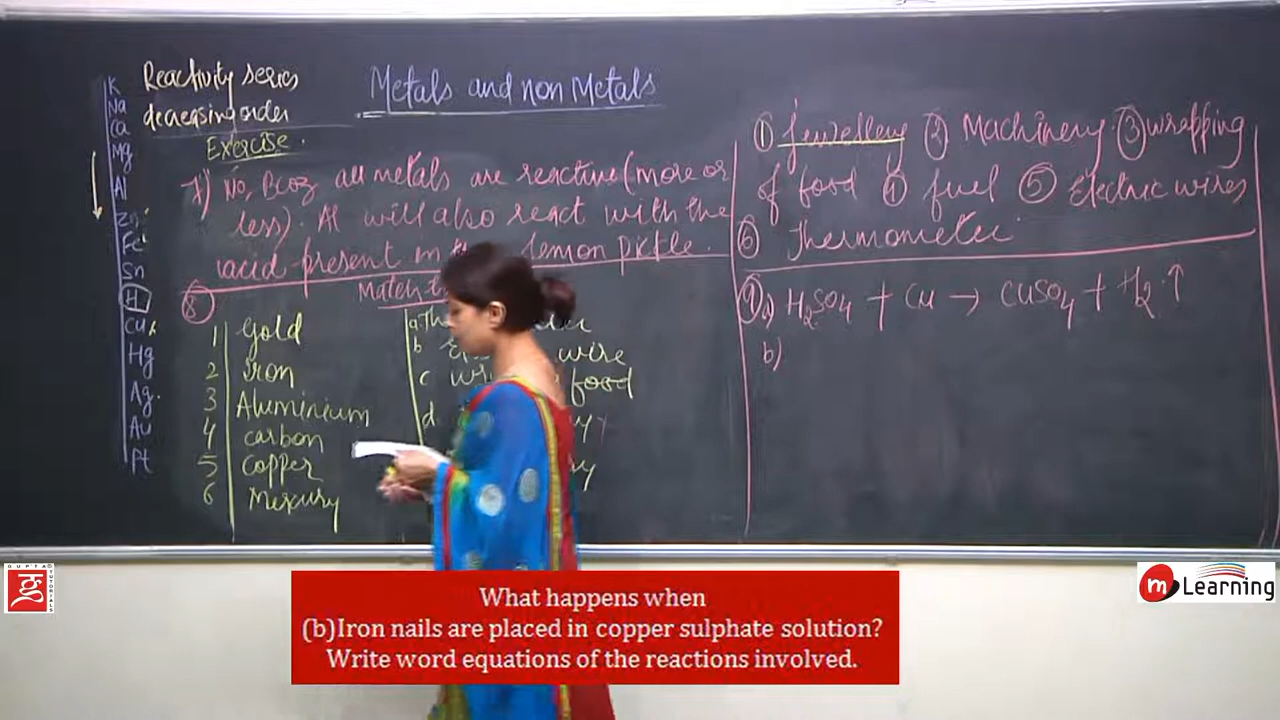 K
Na
Ca
Mg
Al
Zn
Fe
Sn
H
Cu
Hg
Ag
Au
Pt
Reactivity series
decreasing order
Metals and non Metals
Exercise.
7) No, Bcoz all metals are reactive (more or
less). Al will also react with the
acid present in lemon pickle.
8
Match
1 Gold
2 Iron
3 Aluminium
4 carbon
5 Copper
6 Mercury
a
b wire
c food
d
① Jewellery ② Machinery ③ wrapping
of food ④ fuel ⑤ Electric wires
⑥ Thermometer
9 a) H₂SO₄ + Cu → CuSO₄ + H₂ ↑
b)
GUPTA TUTORIALS
m Learning
What happens when
(b)Iron nails are placed in copper sulphate solution?
Write word equations of the reactions involved.